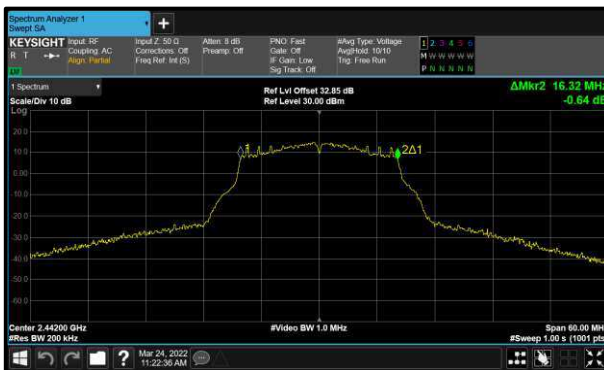 Spectrum Analyzer 1
Swept SA
KEYSIGHT
R T
Input: RF
Coupling: AC
Align: Partial
Input Z: 50 Ω
Corrections: Off
Freq Ref: Int (S)
Atten: 8 dB
Preamp: Off
PNO: Fast
Gate: Off
IF Gain: Low
Sig Track: Off
#Avg Type: Voltage
Avg|Hold: 10/10
Trig: Free Run
1 2 3 4 5 6
M W W W W W
P N N N N N
1 Spectrum
Scale/Div 10 dB
Log
Ref Lvl Offset 32.85 dB
Ref Level 30.00 dBm
ΔMkr2 16.32 MHz
-0.64 dB
20.0
10.0
0.00
-10.0
-20.0
-30.0
-40.0
-50.0
-60.0
1
2Δ1
Center 2.44200 GHz
#Res BW 200 kHz
#Video BW 1.0 MHz
Span 60.00 MHz
#Sweep 1.00 s (1001 pts)
?
Mar 24, 2022
11:22:36 AM